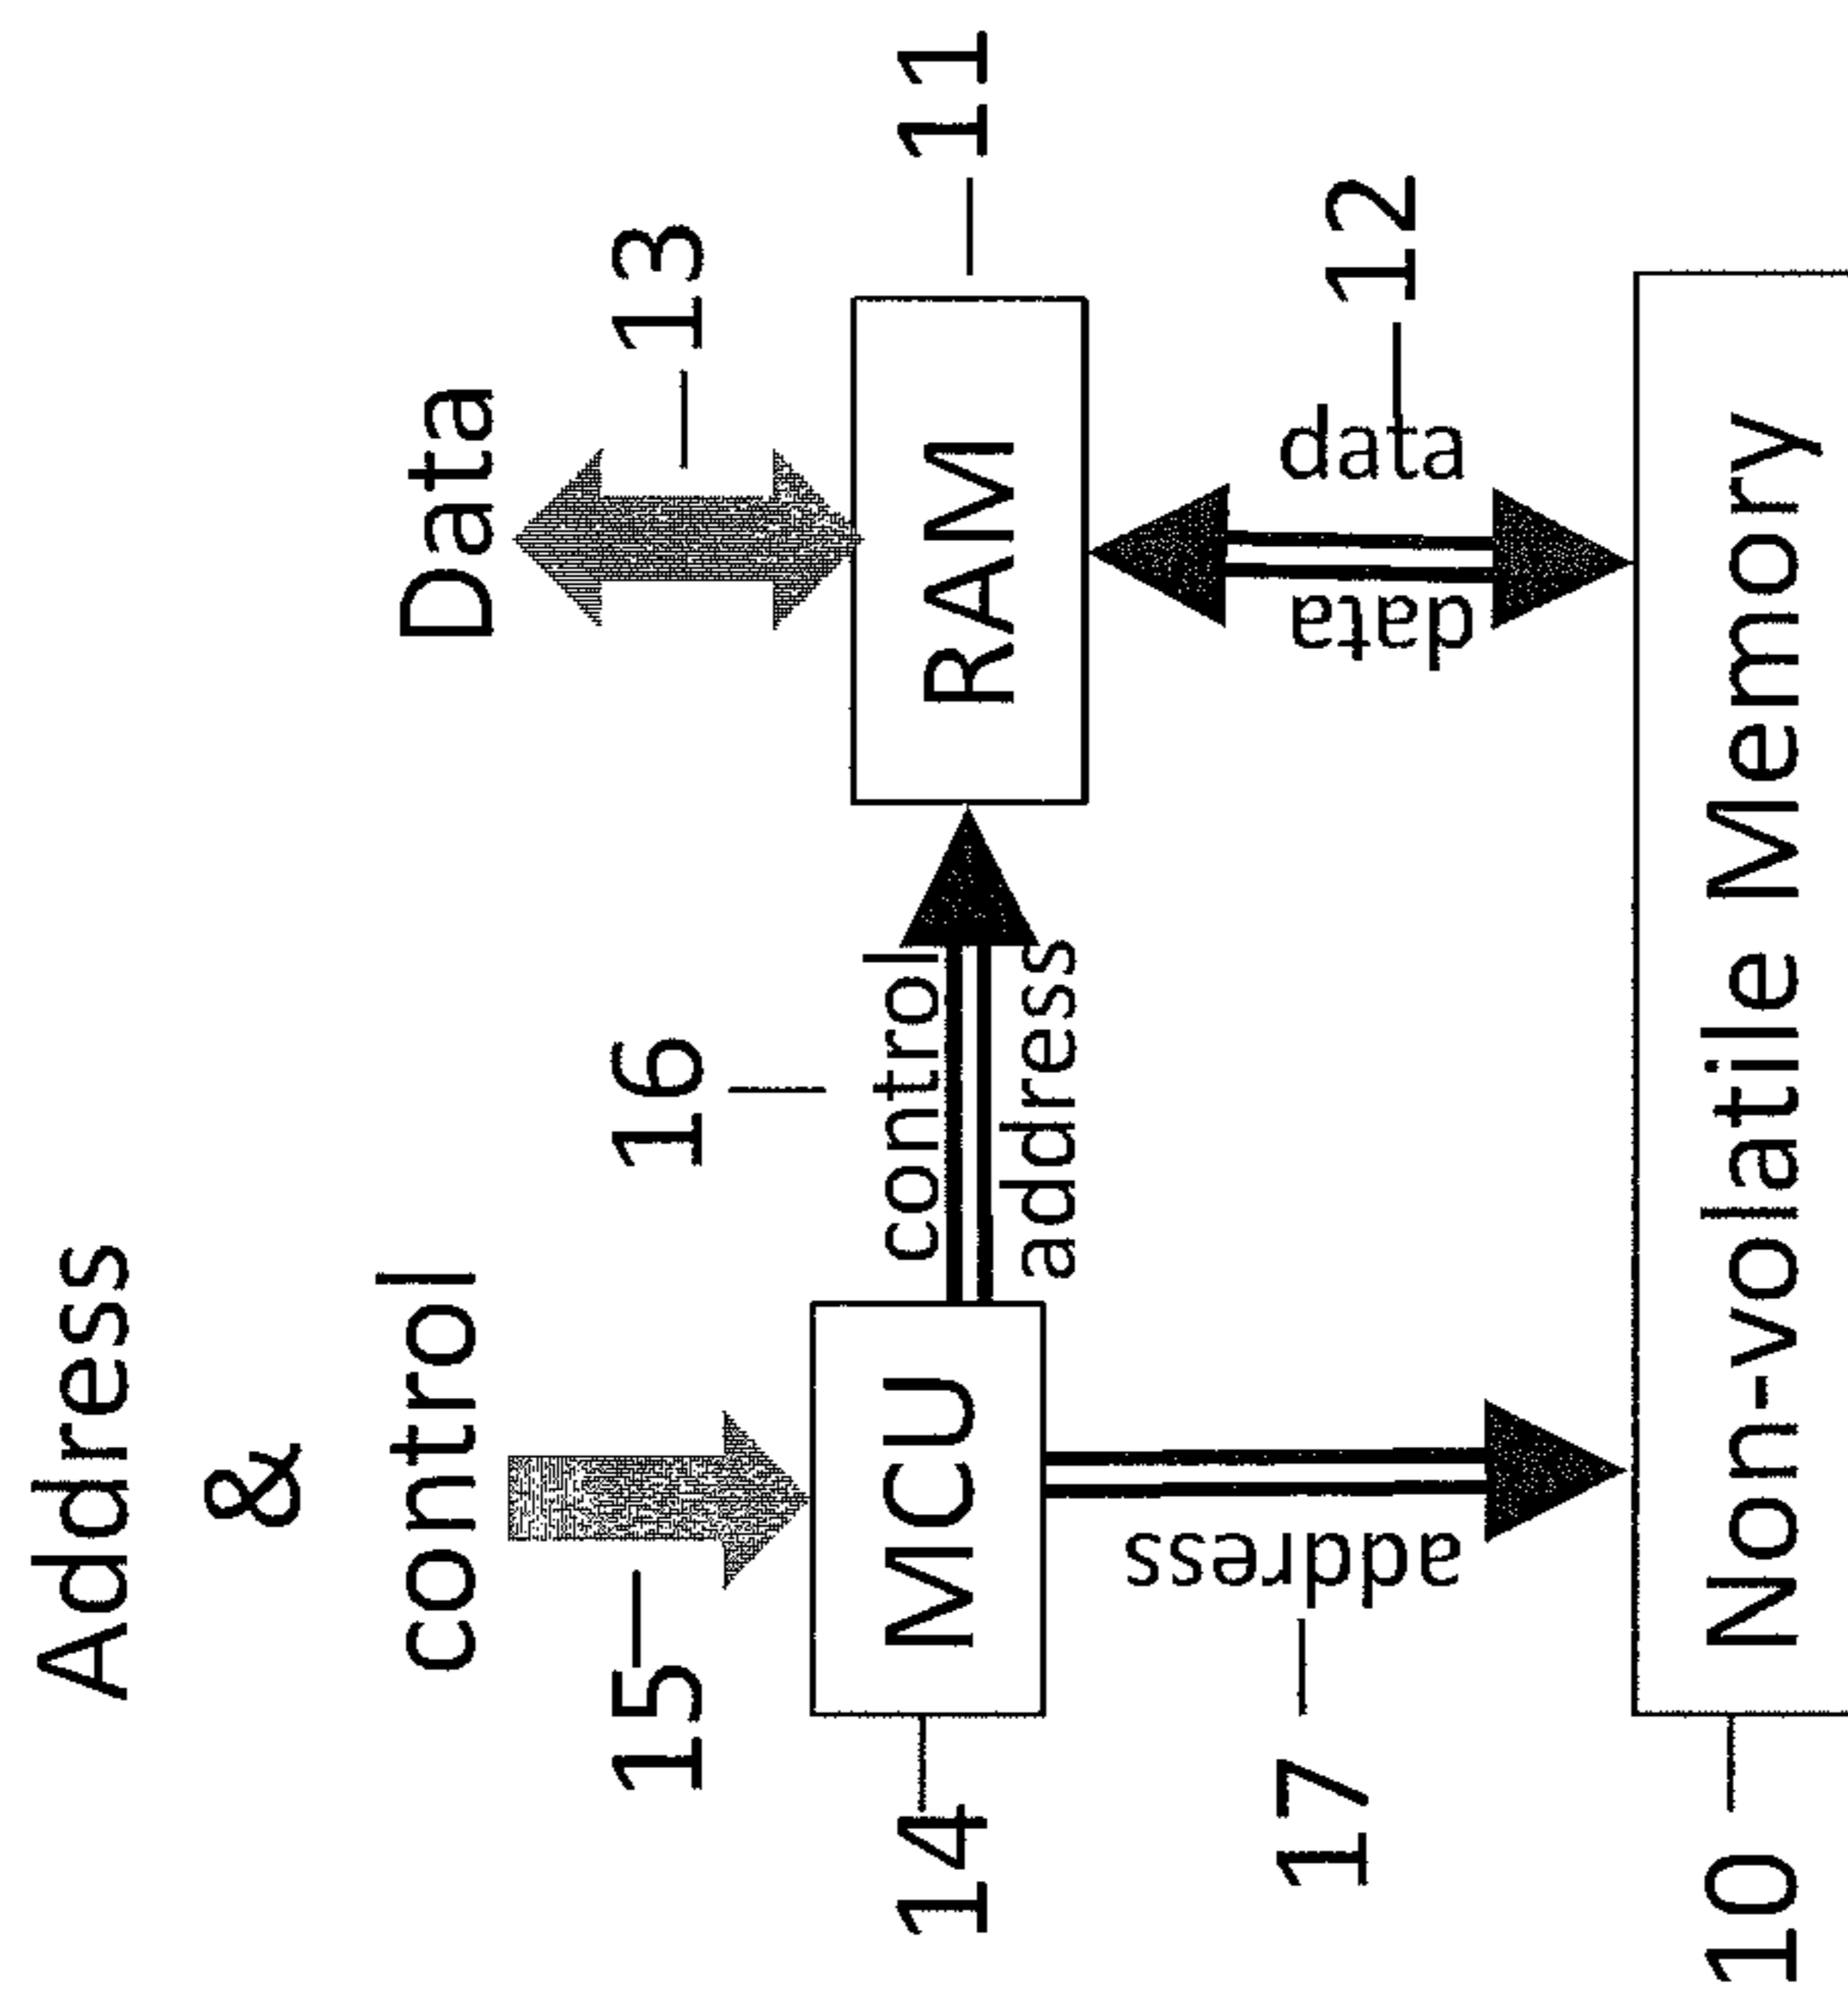 Address
&
control
Data
15
16
13
control
14
MCU
RAM
11
address
17
address
data
data
12
10
Non-volatile Memory